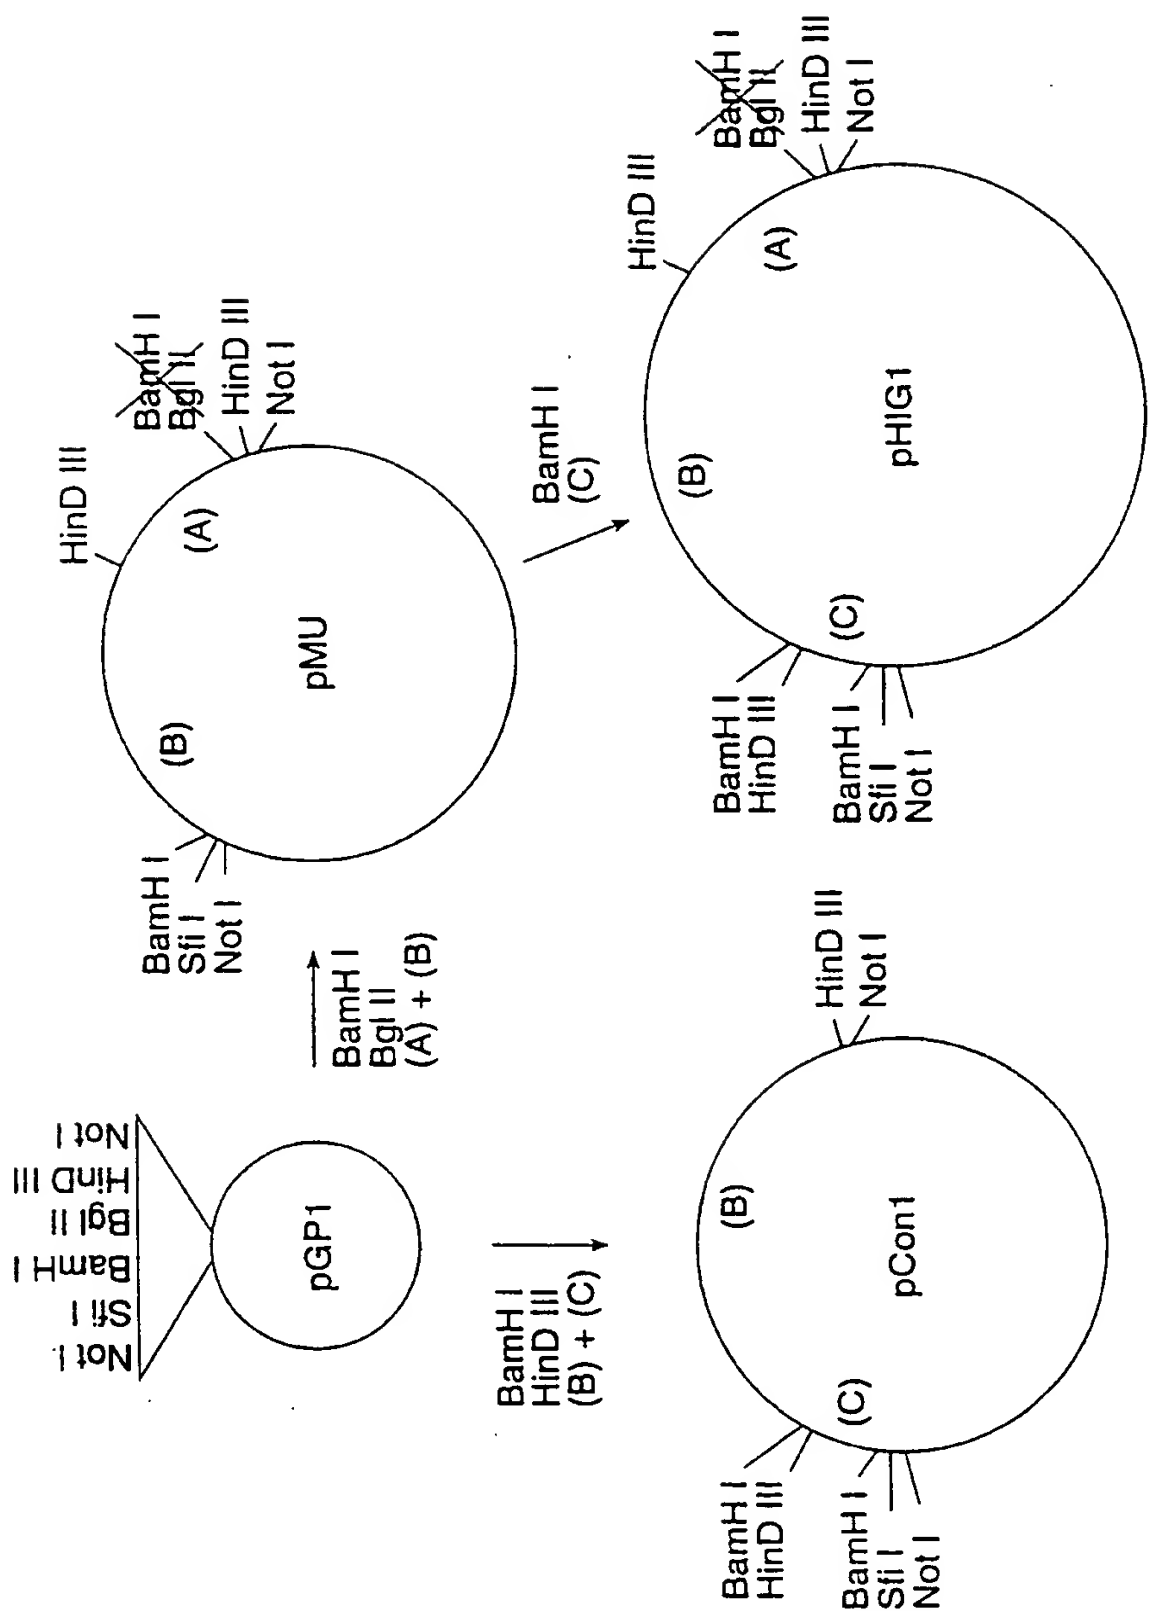 Not I
Sfi I
BamH I
Bgl II
HinD III
Not I
pGP1
BamH I
Bgl II
(A) + (B)
BamH I
Sfi I
Not I
(B)
HinD III
(A)
BamH I
Bgl II
HinD III
Not I
pMU
BamH I
HinD III
(B) + (C)
BamH I
(C)
BamH I
HinD III
BamH I
Sfi I
Not I
(C)
(B)
HinD III
Not I
pCon1
BamH I
HinD III
BamH I
Sfi I
Not I
(C)
(B)
HinD III
(A)
BamH I
Bgl II
HinD III
Not I
pHIG1